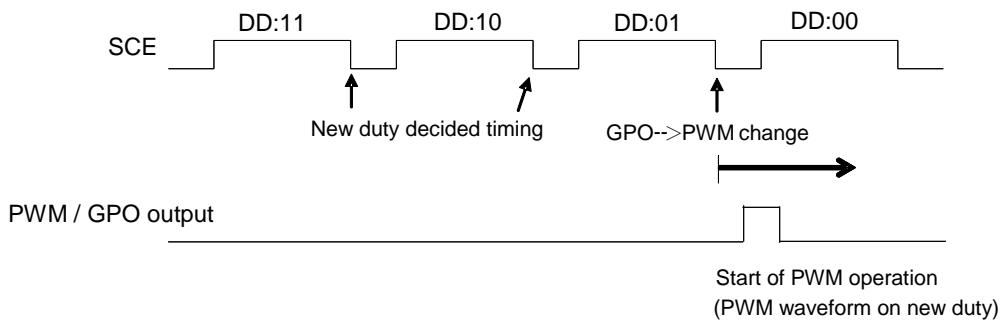 DD:11 DD:10 DD:01 DD:00
SCE
New duty decided timing
GPO-->PWM change
PWM / GPO output
Start of PWM operation
(PWM waveform on new duty)